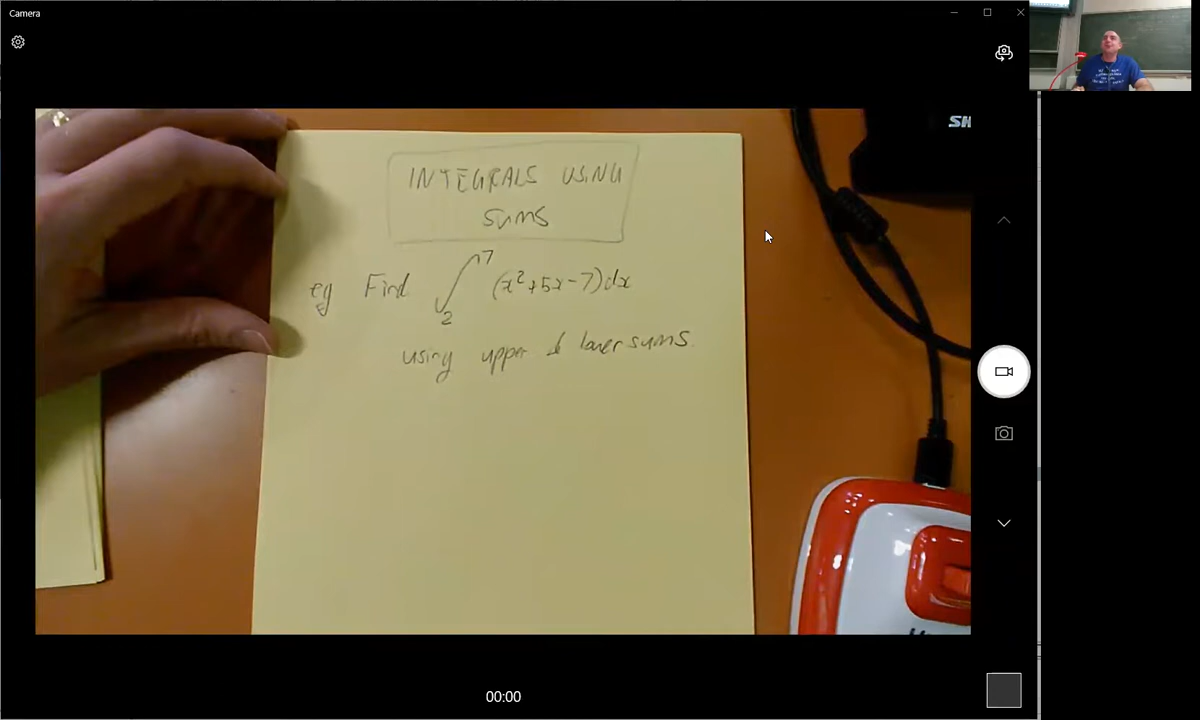 Camera
INTEGRALS USING
SUMS
eg Find ∫₂⁷ (x²+5x-7)dx
using upper & lower sums.
00:00